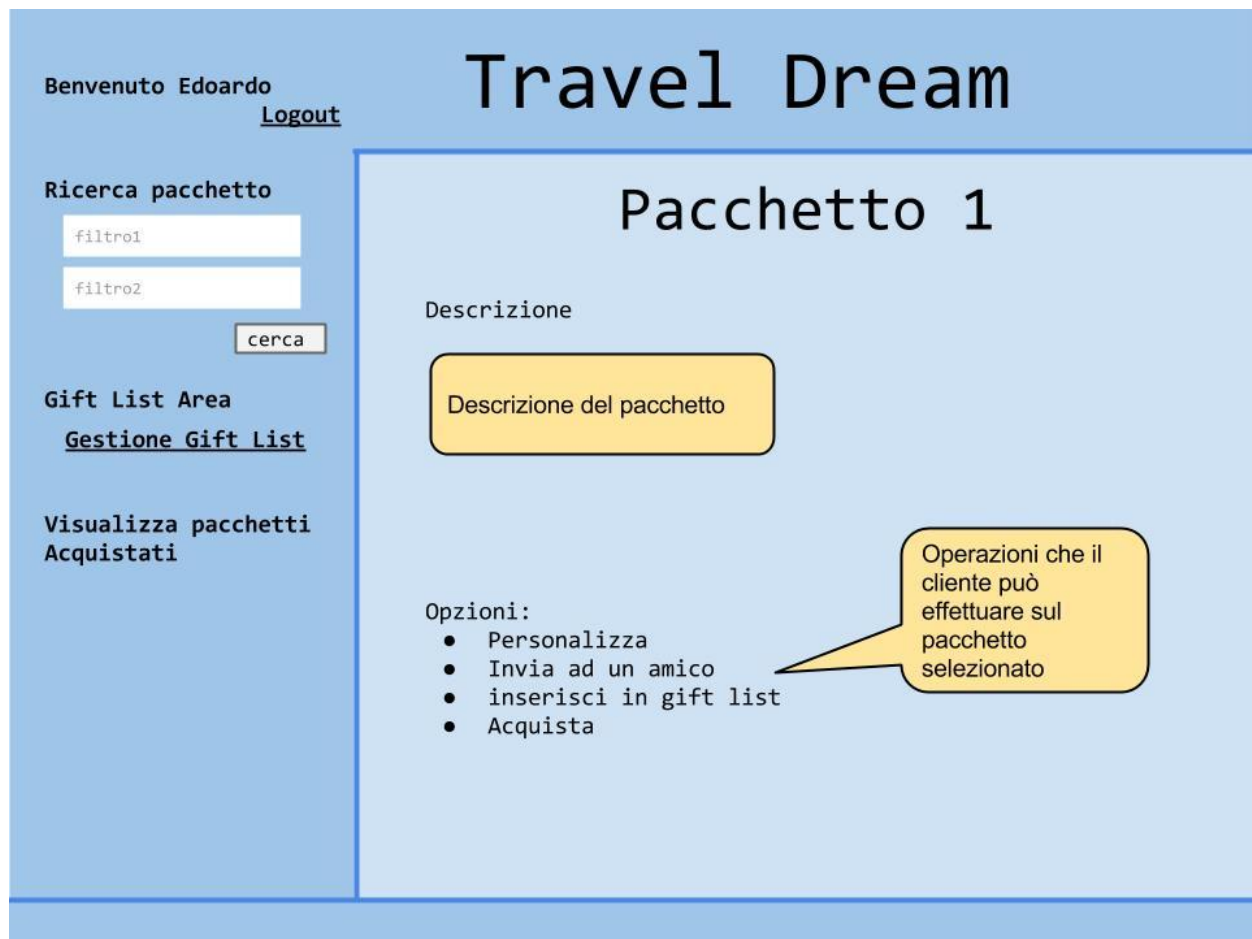 Benvenuto Edoardo
Logout
Travel Dream
Ricerca pacchetto
filtro1
filtro2
cerca
Gift List Area
Gestione Gift List
Visualizza pacchetti
Acquistati
Pacchetto 1
Descrizione
Descrizione del pacchetto
Opzioni:
● Personalizza
● Invia ad un amico
● inserisci in gift list
● Acquista
Operazioni che il
cliente può
effettuare sul
pacchetto
selezionato